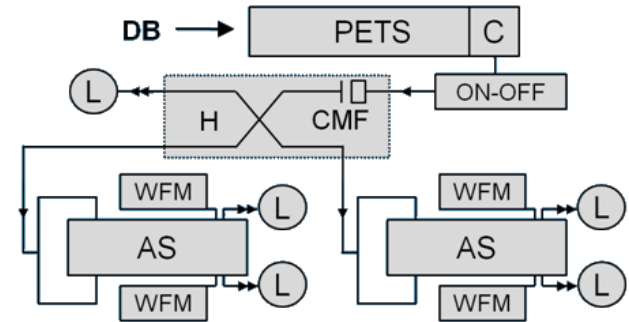 DB PETS C
L H CMF ON-OFF
WFM L WFM L
AS AS
WFM L WFM L